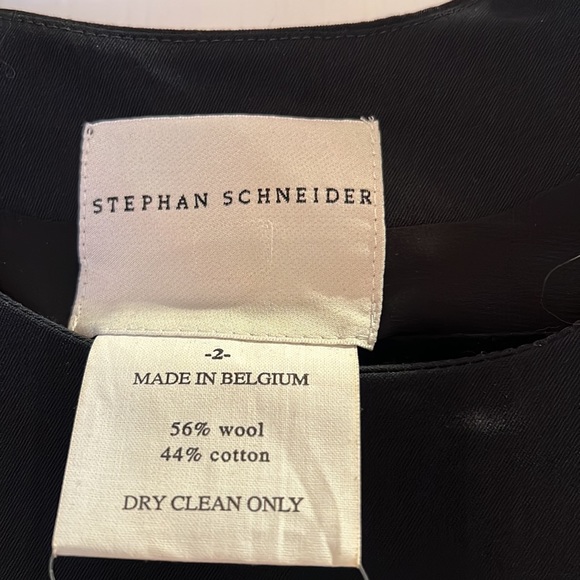 STEPHAN SCHNEIDER
-2-
MADE IN BELGIUM
56% wool
44% cotton
DRY CLEAN ONLY